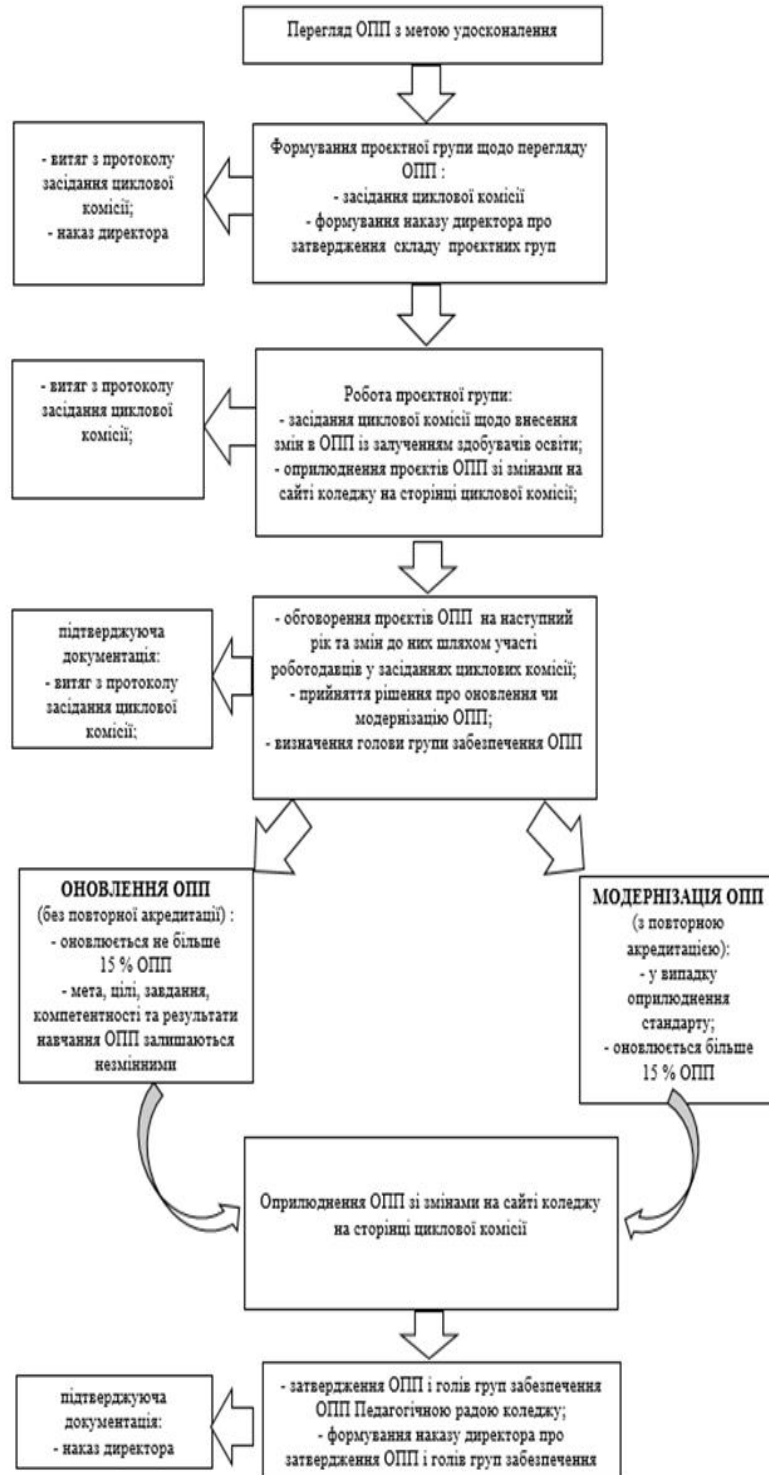 Перегляд ОПП з метою удосконалення
- витяг з протоколу
засідання циклової
комісії;
- наказ директора
Формування проєктної групи щодо перегляду
ОПП :
- засідання циклової комісії
- формування наказу директора про
затвердження складу проєктних груп
- витяг з протоколу
засідання циклової
комісії;
Робота проєктної групи:
- засідання циклової комісії щодо внесення
змін в ОПП із залученням здобувачів освіти;
- оприлюднення проєктів ОПП зі змінами на
сайті коледжу на сторінці циклової комісії;
підтверджуюча
документація:
- витяг з протоколу
засідання циклової
комісії;
- обговорення проєктів ОПП на наступний
рік та змін до них шляхом участі
роботодавців у засіданнях циклових комісії;
- прийняття рішення про оновлення чи
модернізацію ОПП;
- визначення голови групи забезпечення ОПП
ОНОВЛЕННЯ ОПП
(без повторної акредитації) :
- оновлюється не більше
15 % ОПП
- мета, цілі, завдання,
компетентності та результати
навчання ОПП залишаються
незмінними
МОДЕРНІЗАЦІЯ ОПП
(з повторною
акредитацією):
- у випадку
оприлюднення
стандарту;
- оновлюється більше
15 % ОПП
Оприлюднення ОПП зі змінами на сайті коледжу
на сторінці циклової комісії
підтверджуюча
документація:
- наказ директора
- затвердження ОПП і голів груп забезпечення
ОПП Педагогічною радою коледжу;
- формування наказу директора про
затвердження ОПП і голів груп забезпечення